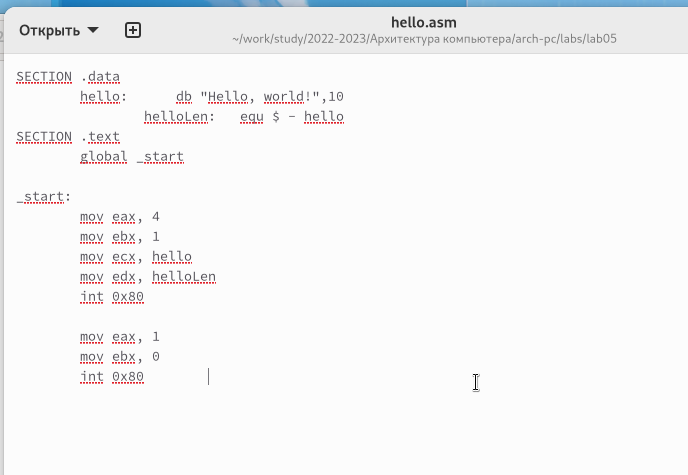 Открыть
hello.asm
~/work/study/2022-2023/Архитектура компьютера/arch-pc/labs/lab05
SECTION .data
hello: db "Hello, world!",10
helloLen: equ $ - hello
SECTION .text
global _start
_start:
mov eax, 4
mov ebx, 1
mov ecx, hello
mov edx, helloLen
int 0x80
mov eax, 1
mov ebx, 0
int 0x80